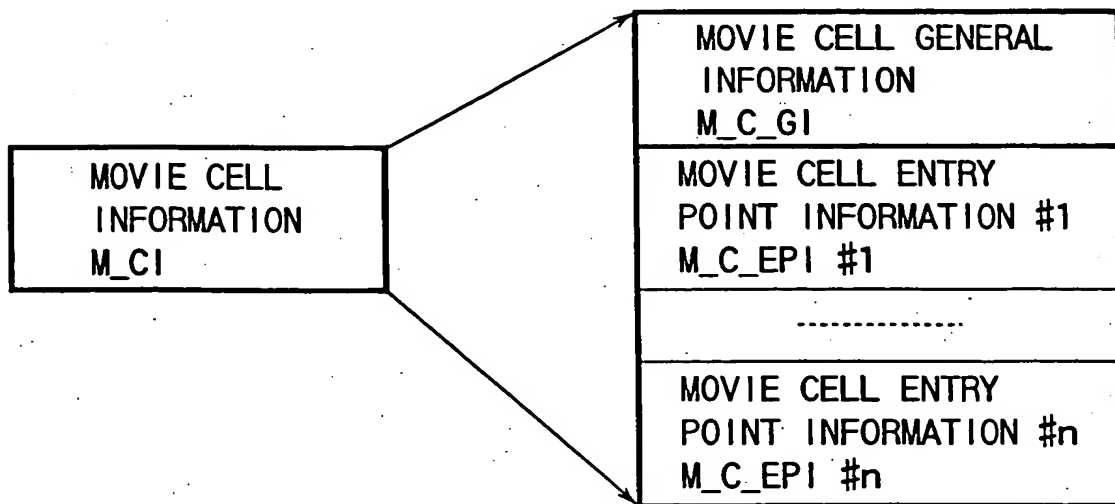 MOVIE CELL
INFORMATION
M_CI
MOVIE CELL GENERAL
INFORMATION
M_C_GI
MOVIE CELL ENTRY
POINT INFORMATION #1
M_C_EPI #1
MOVIE CELL ENTRY
POINT INFORMATION #n
M_C_EPI #n